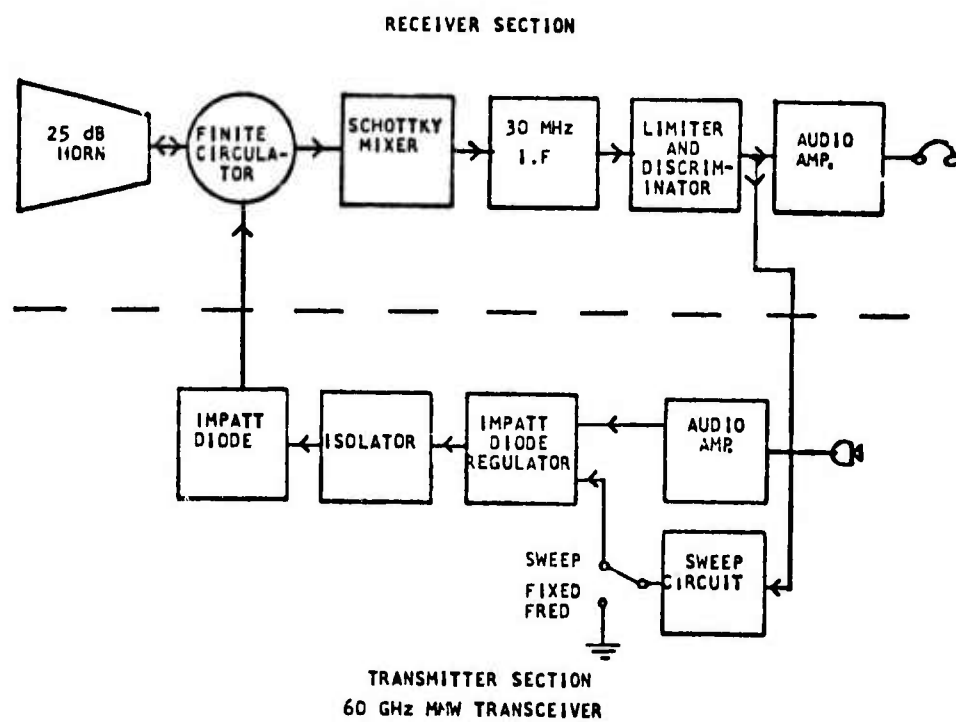 RECEIVER SECTION
25 dB
HORN
FINITE
CIRCULA-
TOR
SCHOTTKY
MIXER
30 MHz
I.F
LIMITER
AND
DISCRIM-
INATOR
AUDIO
AMP.
IMPATT
DIODE
ISOLATOR
IMPATT
DIODE
REGULATOR
AUDIO
AMP.
SWEEP
FIXED
FRED
SWEEP
CIRCUIT
TRANSMITTER SECTION
60 GHz MMW TRANSCEIVER